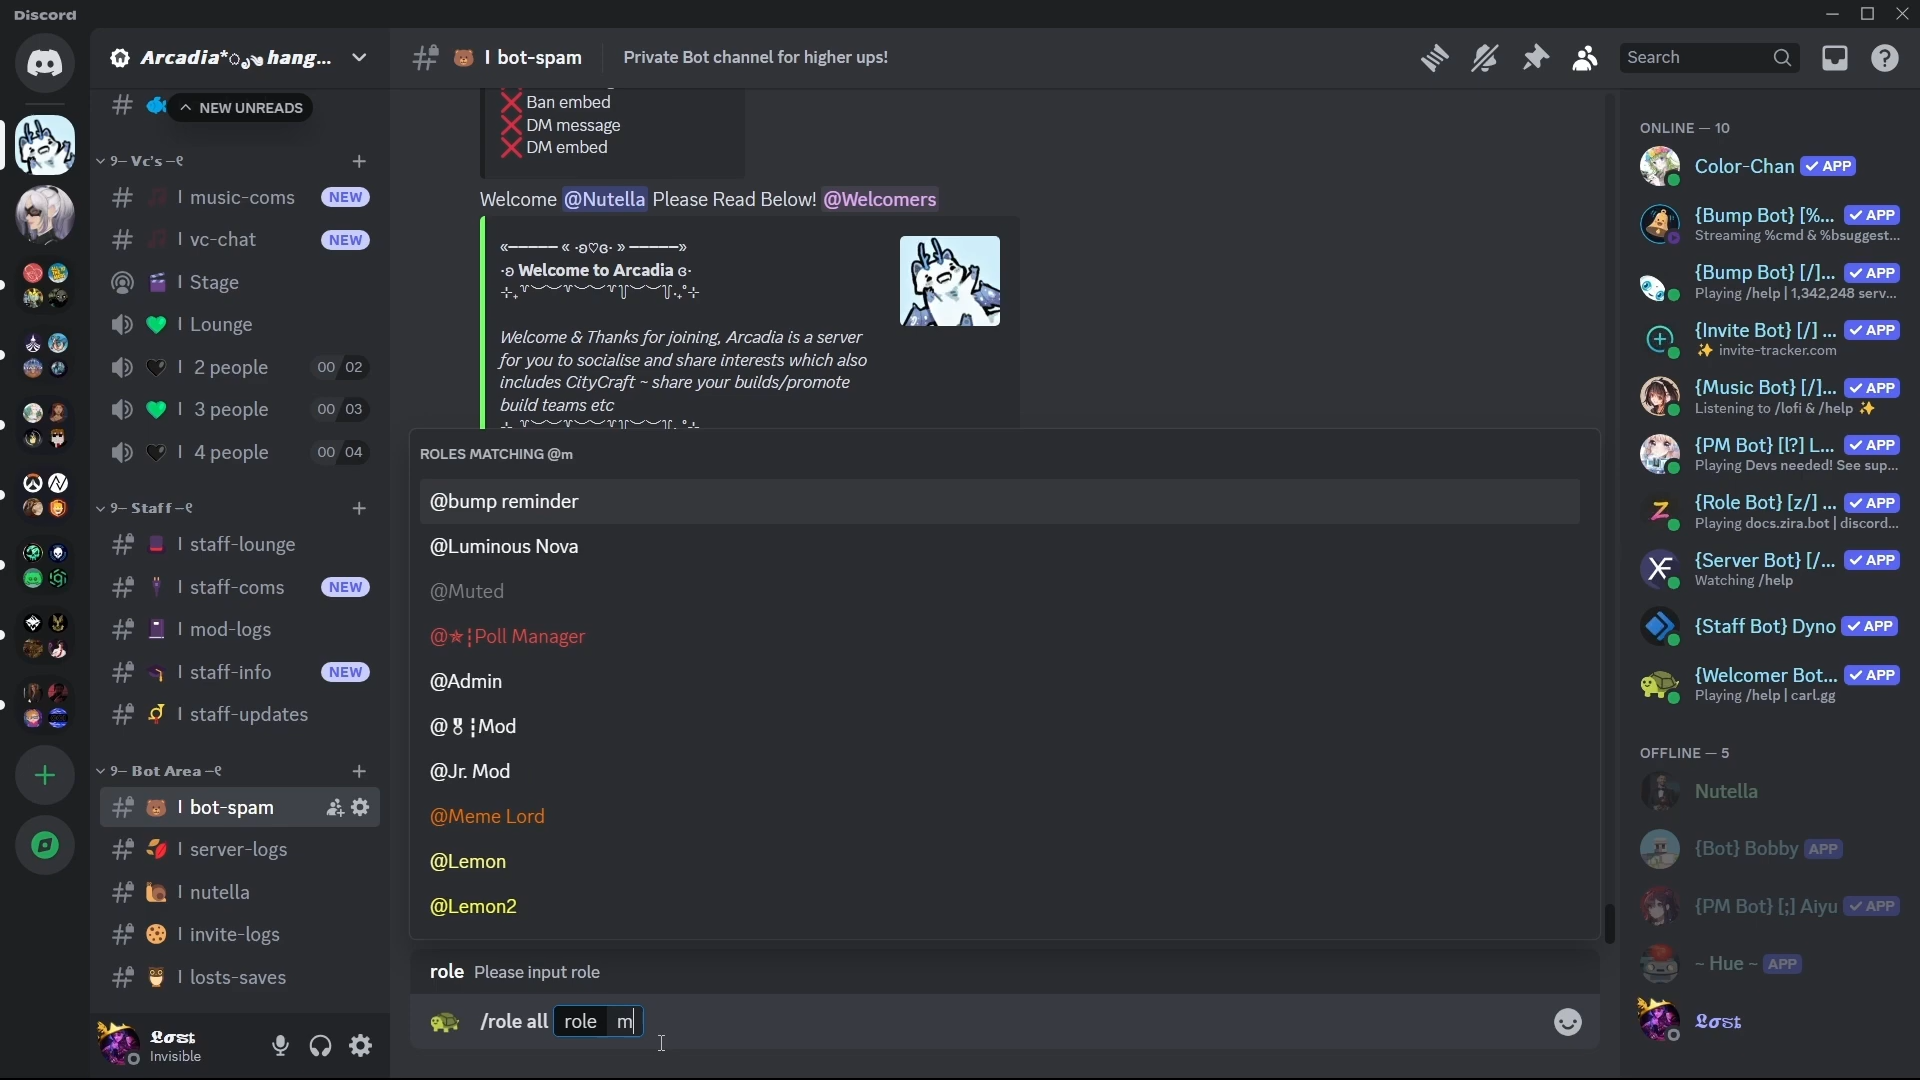 Discord
Arcadia*ೃ༄ hang...
NEW UNREADS
୨– Vc's –୧
music-coms NEW
vc-chat NEW
Stage
Lounge
2 people 00 02
3 people 00 03
4 people 00 04
୨– Staff –୧
staff-lounge
staff-coms NEW
mod-logs
staff-info NEW
staff-updates
୨– Bot Area –୧
bot-spam
server-logs
nutella
invite-logs
losts-saves
𝕷𝖔𝖘𝖙
Invisible
bot-spam Private Bot channel for higher ups!
Search
❌ Ban embed
❌ DM message
❌ DM embed
Welcome @Nutella Please Read Below! @Welcomers
«───── « ·ʚ♡ɞ· » ─────»
·ʚ Welcome to Arcadia ɞ·
Welcome & Thanks for joining, Arcadia is a server
for you to socialise and share interests which also
includes CityCraft ~ share your builds/promote
build teams etc
ROLES MATCHING @m
@bump reminder
@Luminous Nova
@Muted
@★┆Poll Manager
@Admin
@🎖┆Mod
@Jr. Mod
@Meme Lord
@Lemon
@Lemon2
role Please input role
/role all role m
ONLINE — 10
Color-Chan ✓ APP
{Bump Bot} [%... ✓ APP
Streaming %cmd & %bsuggest...
{Bump Bot} [/]... ✓ APP
Playing /help | 1,342,248 serv...
{Invite Bot} [/] ... ✓ APP
✨ invite-tracker.com
{Music Bot} [/]... ✓ APP
Listening to /lofi & /help ✨
{PM Bot} [l?] L... ✓ APP
Playing Devs needed! See sup...
{Role Bot} [z/] ... ✓ APP
Playing docs.zira.bot | discord...
{Server Bot} [/... ✓ APP
Watching /help
{Staff Bot} Dyno ✓ APP
{Welcomer Bot... ✓ APP
Playing /help | carl.gg
OFFLINE — 5
Nutella
{Bot} Bobby APP
{PM Bot} [;] Aiyu ✓ APP
~ Hue ~ APP
𝕷𝖔𝖘𝖙